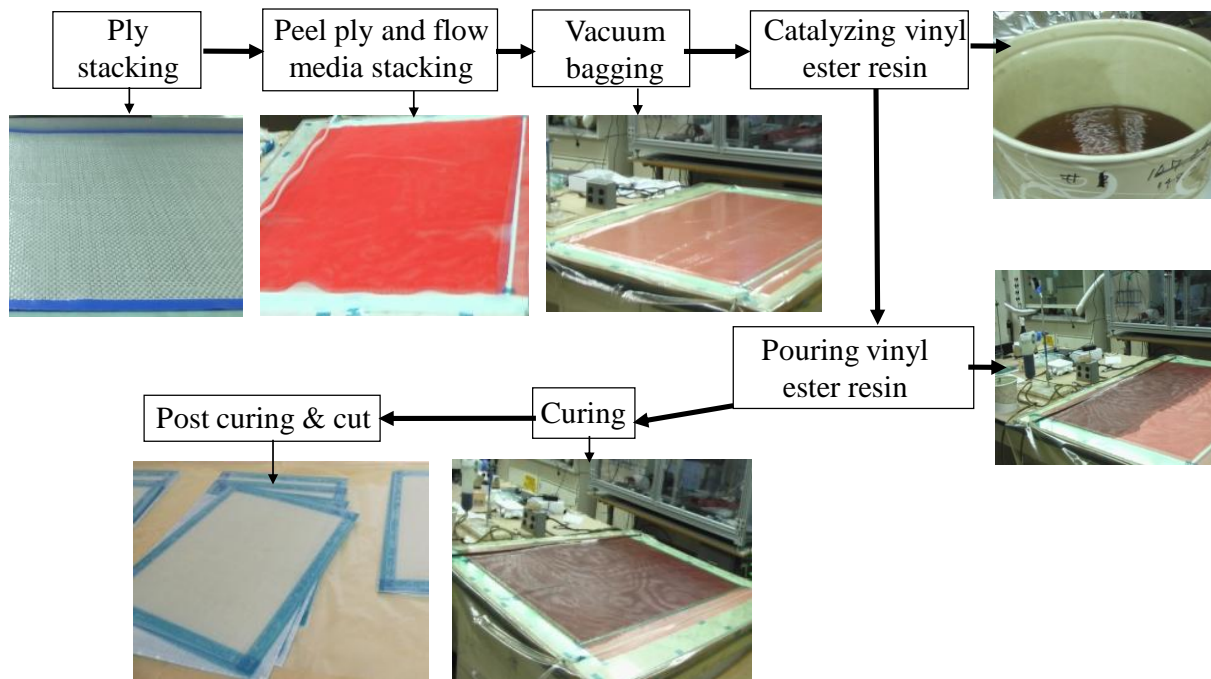 Ply
stacking
Peel ply and flow
media stacking
Vacuum
bagging
Catalyzing vinyl
ester resin
Pouring vinyl
ester resin
Curing
Post curing & cut